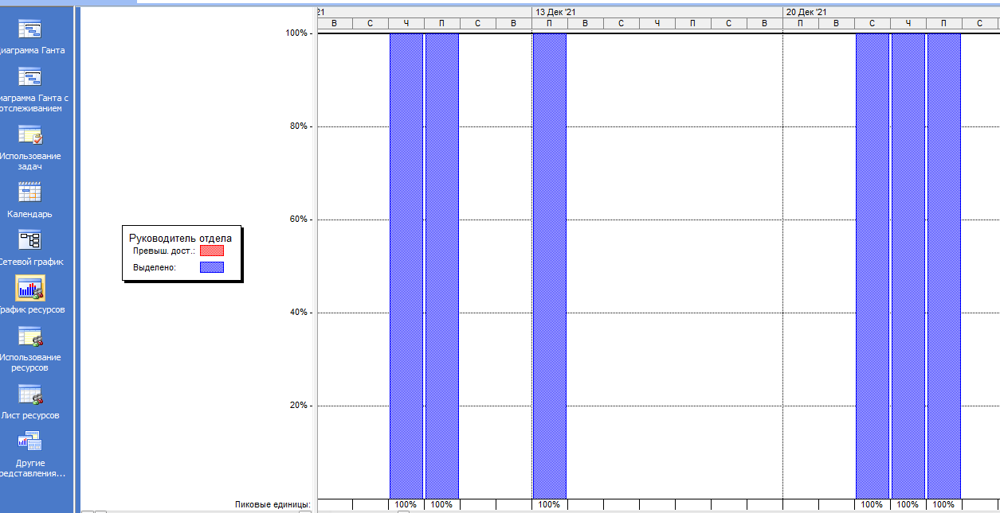 21
13 Дек '21
20 Дек '21
В С Ч П С В П В С Ч П С В П В С Ч П С
иаграмма Ганта
иаграмма Ганта с
отслеживанием
Использование
задач
Календарь
Сетевой график
рафик ресурсов
Использование
ресурсов
Лист ресурсов
Другие
редставления...
Руководитель отдела
Превыш. дост.:
Выделено:
100%
80%
60%
40%
20%
Пиковые единицы:
100% 100% 100% 100% 100% 100%